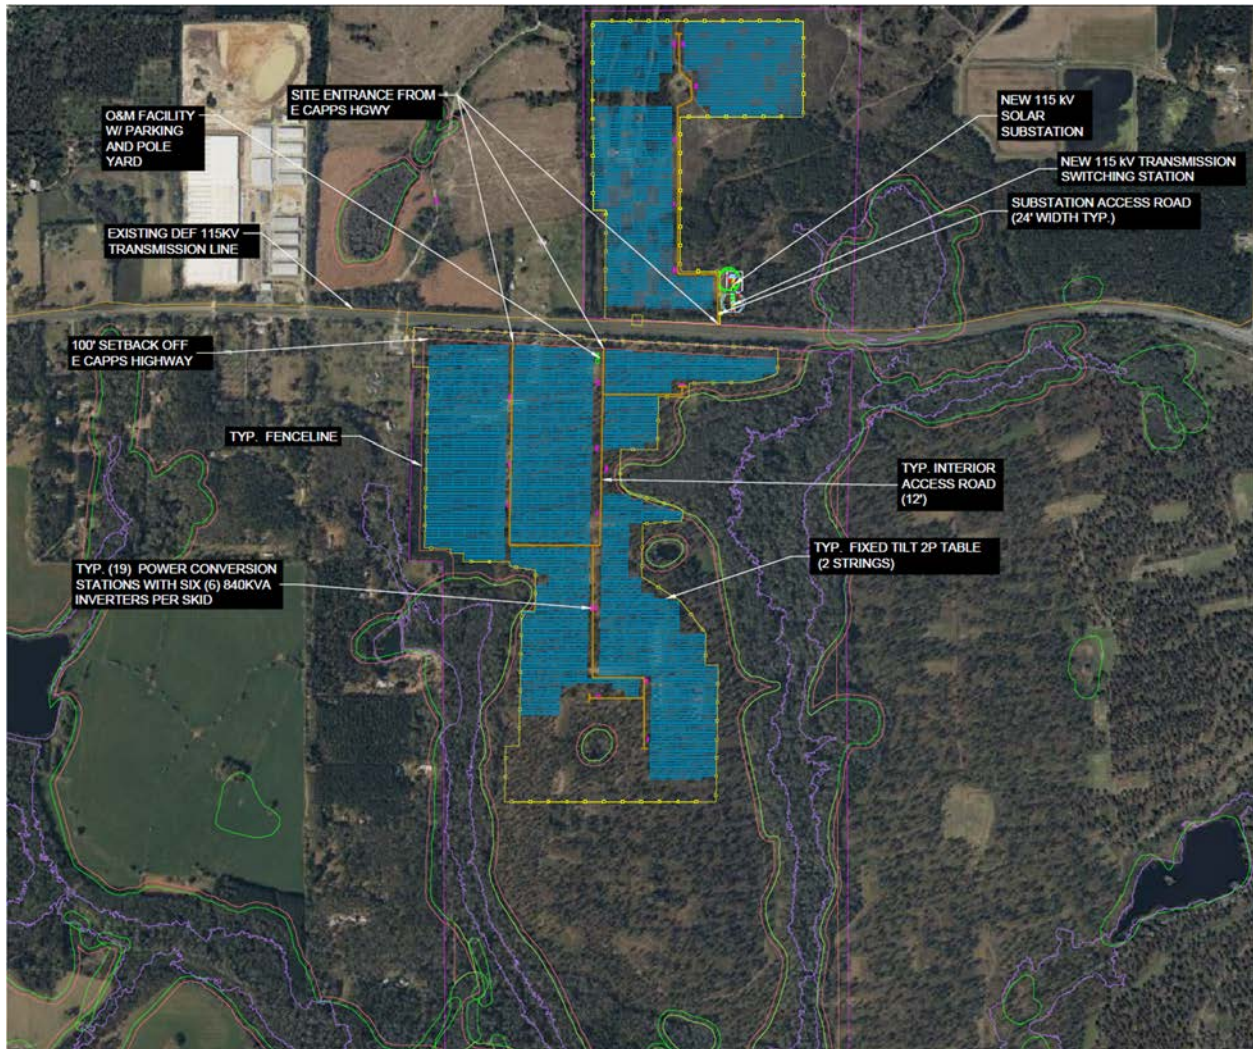 SITE ENTRANCE FROM
E CAPPS HGWY
O&M FACILITY
W/ PARKING
AND POLE
YARD
NEW 115 kV
SOLAR
SUBSTATION
NEW 115 kV TRANSMISSION
SWITCHING STATION
SUBSTATION ACCESS ROAD
(24' WIDTH TYP.)
EXISTING DEF 115KV
TRANSMISSION LINE
100' SETBACK OFF
E CAPPS HIGHWAY
TYP. FENCELINE
TYP. INTERIOR
ACCESS ROAD
(12')
TYP. FIXED TILT 2P TABLE
(2 STRINGS)
TYP. (19) POWER CONVERSION
STATIONS WITH SIX (6) 840KVA
INVERTERS PER SKID